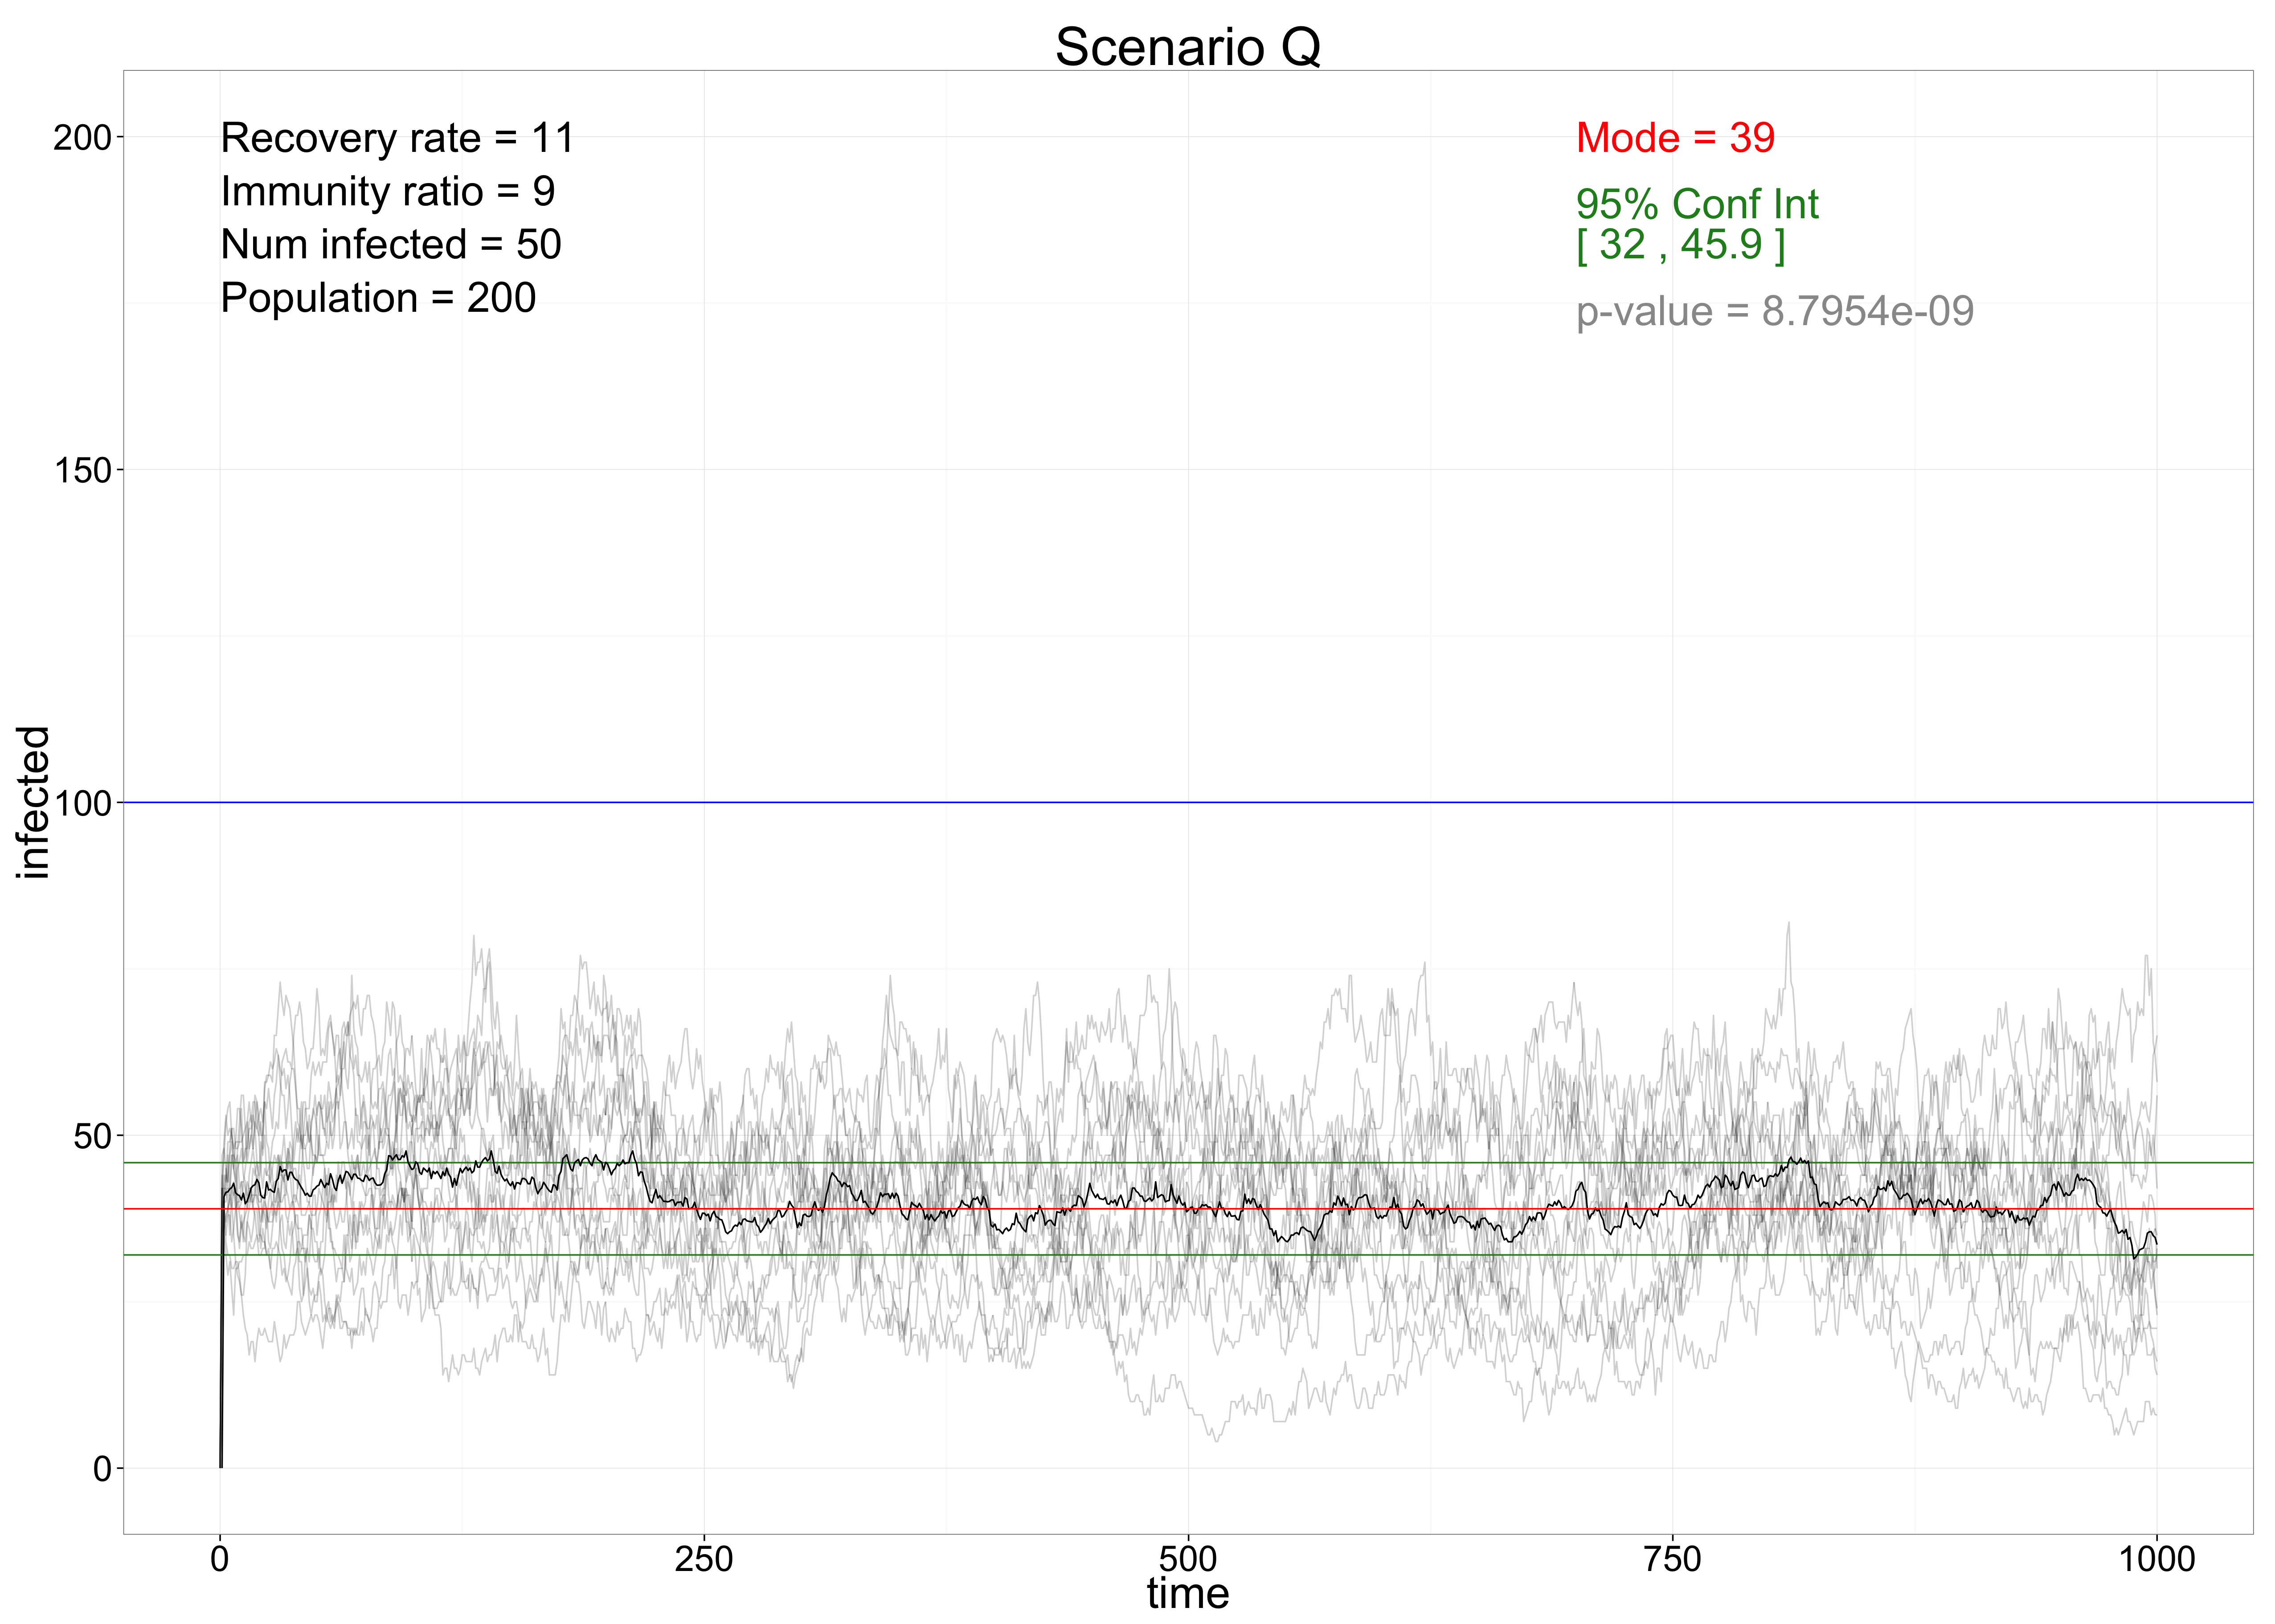 Scenario Q
Recovery rate = 11
Immunity ratio = 9
Num infected = 50
Population = 200
Mode = 39
95% Conf Int
[ 32 , 45.9 ]
p-value = 8.7954e-09
infected
200
150
100
50
0
0 250 500 750 1000
time